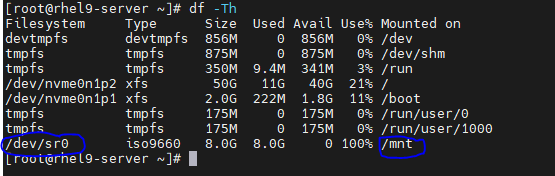 [root@rhel9-server ~]# df -Th
Filesystem Type Size Used Avail Use% Mounted on
devtmpfs devtmpfs 856M 0 856M 0% /dev
tmpfs tmpfs 875M 0 875M 0% /dev/shm
tmpfs tmpfs 350M 9.4M 341M 3% /run
/dev/nvme0n1p2 xfs 50G 11G 40G 21% /
/dev/nvme0n1p1 xfs 2.0G 222M 1.8G 11% /boot
tmpfs tmpfs 175M 0 175M 0% /run/user/0
tmpfs tmpfs 175M 0 175M 0% /run/user/1000
/dev/sr0 iso9660 8.0G 8.0G 0 100% /mnt
[root@rhel9-server ~]#